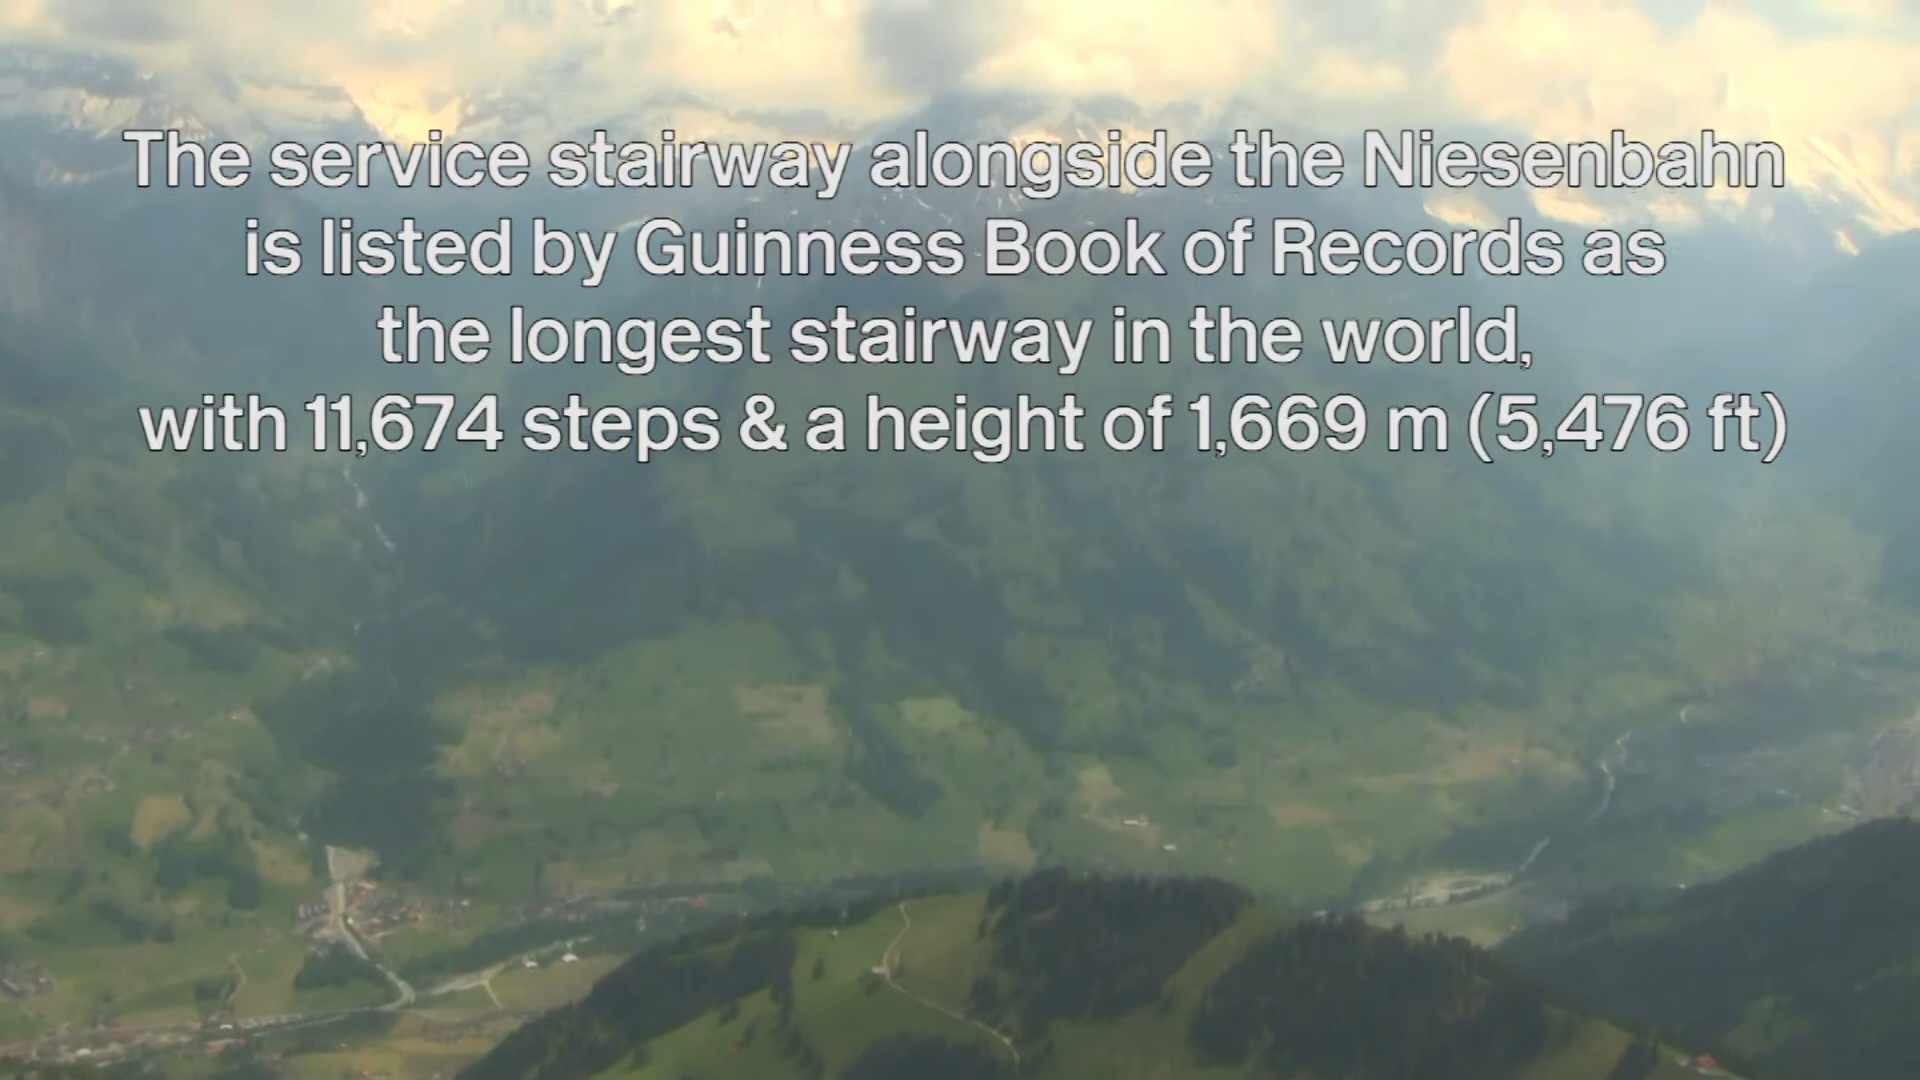 The service stairway alongside the Niesenbahn
is listed by Guinness Book of Records as
the longest stairway in the world,
with 11,674 steps & a height of 1,669 m (5,476 ft)